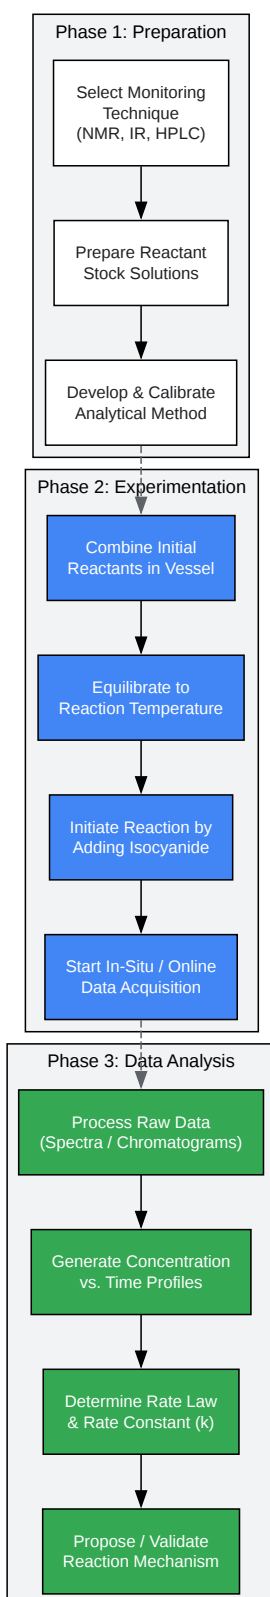 Phase 1: Preparation
Select Monitoring
Technique
(NMR, IR, HPLC)
Prepare Reactant
Stock Solutions
Develop & Calibrate
Analytical Method
Phase 2: Experimentation
Combine Initial
Reactants in Vessel
Equilibrate to
Reaction Temperature
Initiate Reaction by
Adding Isocyanide
Start In-Situ / Online
Data Acquisition
Phase 3: Data Analysis
Process Raw Data
(Spectra / Chromatograms)
Generate Concentration
vs. Time Profiles
Determine Rate Law
& Rate Constant (k)
Propose / Validate
Reaction Mechanism